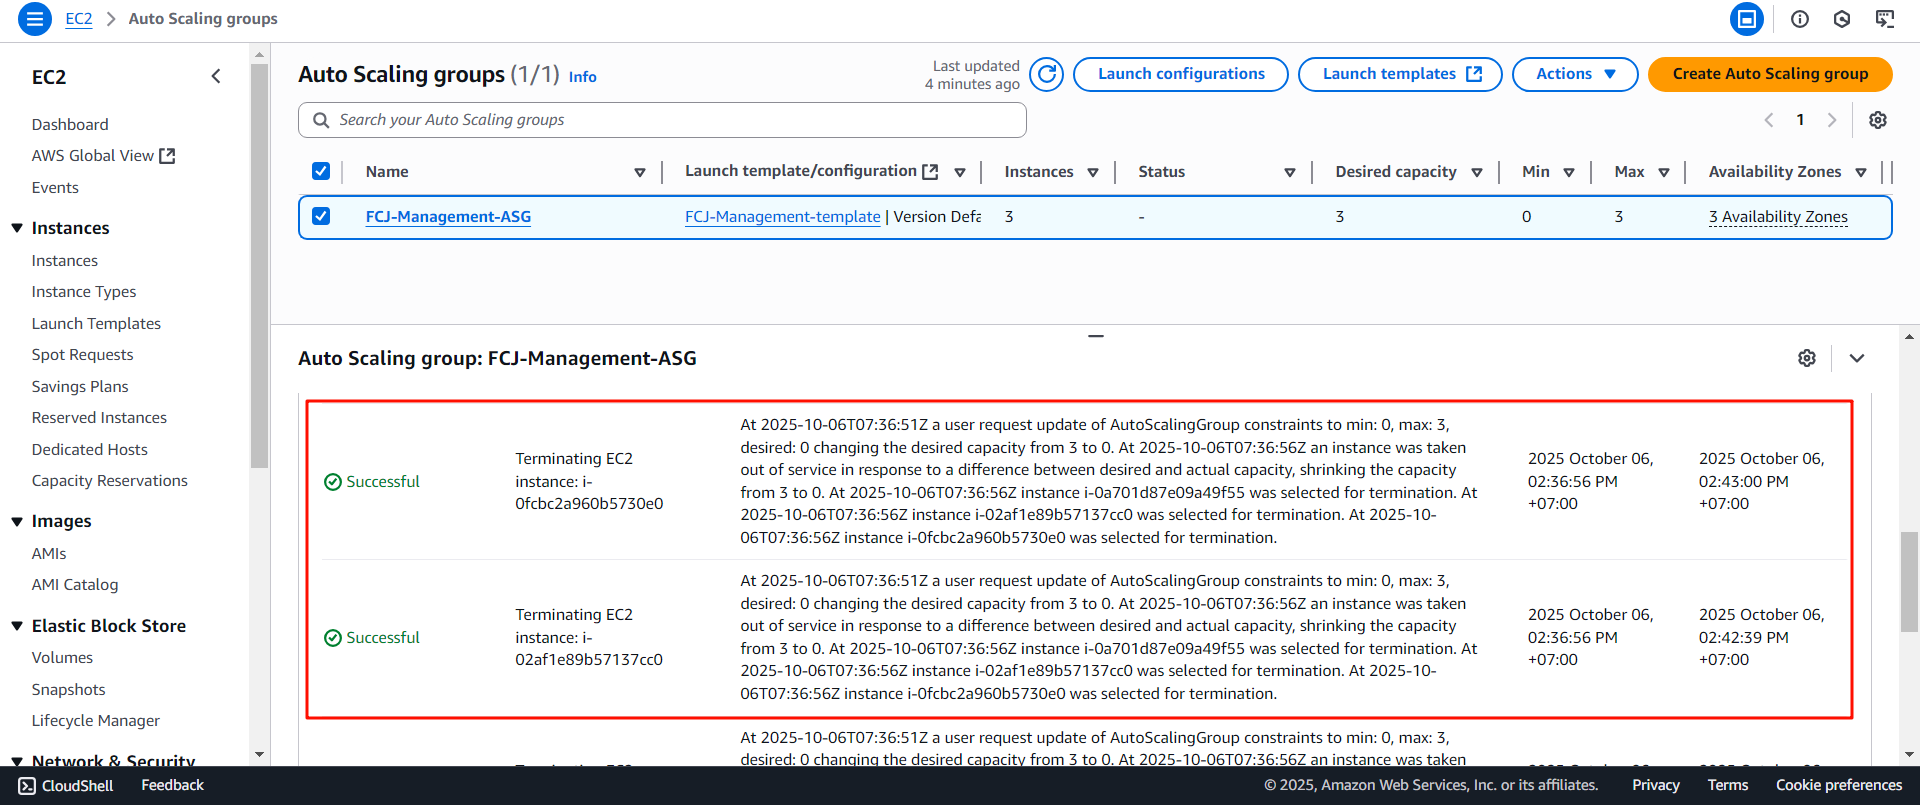 EC2 > Auto Scaling groups
EC2
Dashboard
AWS Global View
Events
Instances
Instances
Instance Types
Launch Templates
Spot Requests
Savings Plans
Reserved Instances
Dedicated Hosts
Capacity Reservations
Images
AMIs
AMI Catalog
Elastic Block Store
Volumes
Snapshots
Lifecycle Manager
Network & Security
Auto Scaling groups (1/1) Info
Last updated
4 minutes ago
Launch configurations
Launch templates
Actions
Create Auto Scaling group
Search your Auto Scaling groups
1
Name Launch template/configuration Instances Status Desired capacity Min Max Availability Zones
FCJ-Management-ASG FCJ-Management-template | Version Defa 3 - 3 0 3 3 Availability Zones
Auto Scaling group: FCJ-Management-ASG
Successful
Terminating EC2
instance: i-
0fcbc2a960b5730e0
At 2025-10-06T07:36:51Z a user request update of AutoScalingGroup constraints to min: 0, max: 3,
desired: 0 changing the desired capacity from 3 to 0. At 2025-10-06T07:36:56Z an instance was taken
out of service in response to a difference between desired and actual capacity, shrinking the capacity
from 3 to 0. At 2025-10-06T07:36:56Z instance i-0a701d87e09a49f55 was selected for termination. At
2025-10-06T07:36:56Z instance i-02af1e89b57137cc0 was selected for termination. At 2025-10-
06T07:36:56Z instance i-0fcbc2a960b5730e0 was selected for termination.
2025 October 06,
02:36:56 PM
+07:00
2025 October 06,
02:43:00 PM
+07:00
Successful
Terminating EC2
instance: i-
02af1e89b57137cc0
At 2025-10-06T07:36:51Z a user request update of AutoScalingGroup constraints to min: 0, max: 3,
desired: 0 changing the desired capacity from 3 to 0. At 2025-10-06T07:36:56Z an instance was taken
out of service in response to a difference between desired and actual capacity, shrinking the capacity
from 3 to 0. At 2025-10-06T07:36:56Z instance i-0a701d87e09a49f55 was selected for termination. At
2025-10-06T07:36:56Z instance i-02af1e89b57137cc0 was selected for termination. At 2025-10-
06T07:36:56Z instance i-0fcbc2a960b5730e0 was selected for termination.
2025 October 06,
02:36:56 PM
+07:00
2025 October 06,
02:42:39 PM
+07:00
At 2025-10-06T07:36:51Z a user request update of AutoScalingGroup constraints to min: 0, max: 3,
desired: 0 changing the desired capacity from 3 to 0. At 2025-10-06T07:36:56Z an instance was taken
CloudShell Feedback
© 2025, Amazon Web Services, Inc. or its affiliates. Privacy Terms Cookie preferences